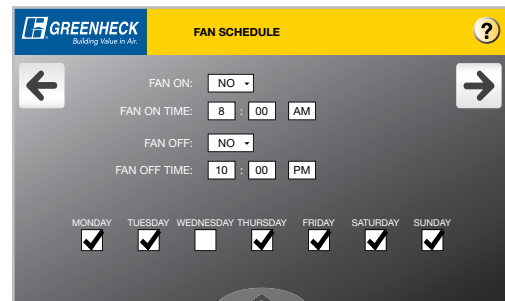 GREENHECK
Building Value in Air.
FAN SCHEDULE
?
FAN ON: NO
FAN ON TIME: 8 : 00 AM
FAN OFF: NO
FAN OFF TIME: 10 : 00 PM
MONDAY TUESDAY WEDNESDAY THURSDAY FRIDAY SATURDAY SUNDAY